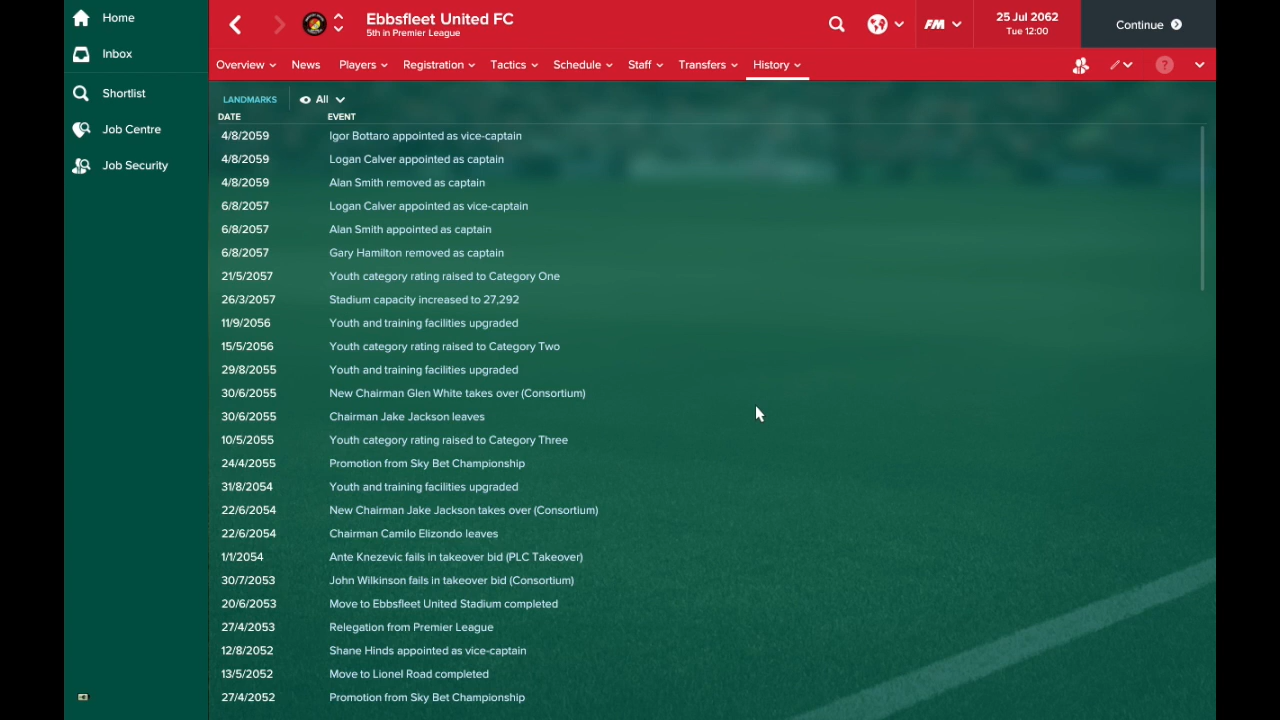 Home
Inbox
Shortlist
Job Centre
Job Security
Ebbsfleet United FC
5th in Premier League
FM
25 Jul 2062
Tue 12:00
Continue
Overview
News
Players
Registration
Tactics
Schedule
Staff
Transfers
History
?
LANDMARKS
All
DATE EVENT
4/8/2059 Igor Bottaro appointed as vice-captain
4/8/2059 Logan Calver appointed as captain
4/8/2059 Alan Smith removed as captain
6/8/2057 Logan Calver appointed as vice-captain
6/8/2057 Alan Smith appointed as captain
6/8/2057 Gary Hamilton removed as captain
21/5/2057 Youth category rating raised to Category One
26/3/2057 Stadium capacity increased to 27,292
11/9/2056 Youth and training facilities upgraded
15/5/2056 Youth category rating raised to Category Two
29/8/2055 Youth and training facilities upgraded
30/6/2055 New Chairman Glen White takes over (Consortium)
30/6/2055 Chairman Jake Jackson leaves
10/5/2055 Youth category rating raised to Category Three
24/4/2055 Promotion from Sky Bet Championship
31/8/2054 Youth and training facilities upgraded
22/6/2054 New Chairman Jake Jackson takes over (Consortium)
22/6/2054 Chairman Camilo Elizondo leaves
1/1/2054 Ante Knezevic fails in takeover bid (PLC Takeover)
30/7/2053 John Wilkinson fails in takeover bid (Consortium)
20/6/2053 Move to Ebbsfleet United Stadium completed
27/4/2053 Relegation from Premier League
12/8/2052 Shane Hinds appointed as vice-captain
13/5/2052 Move to Lionel Road completed
27/4/2052 Promotion from Sky Bet Championship